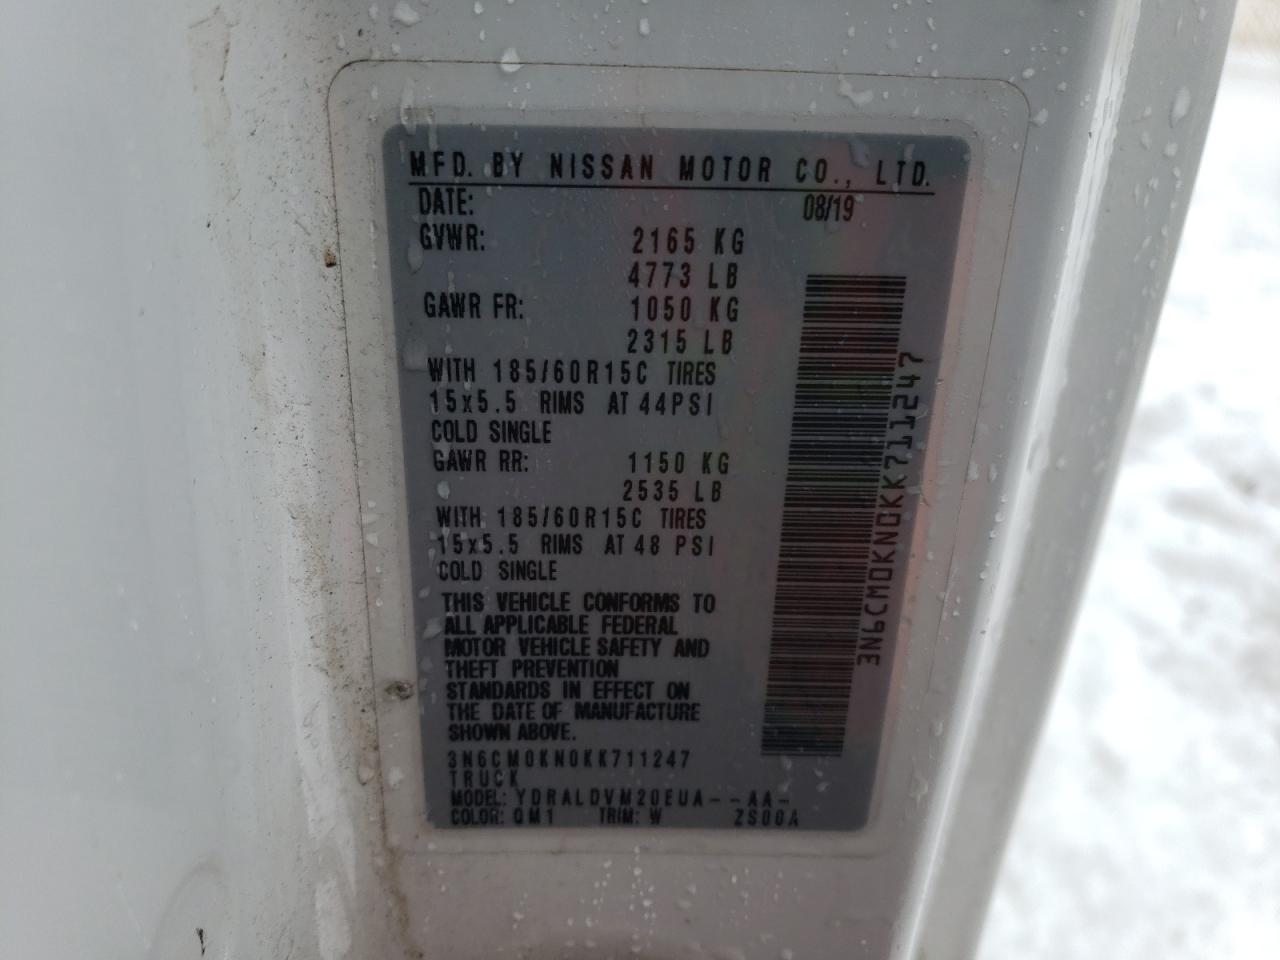 MFD. BY NISSAN MOTOR CO., LTD.
DATE: 08/19
GVWR: 2165 KG
4773 LB
GAWR FR: 1050 KG
2315 LB
WITH 185/60R15C TIRES
15x5.5 RIMS AT 44PSI
COLD SINGLE
GAWR RR: 1150 KG
2535 LB
WITH 185/60R15C TIRES
15x5.5 RIMS AT 48 PSI
COLD SINGLE
THIS VEHICLE CONFORMS TO
ALL APPLICABLE FEDERAL
MOTOR VEHICLE SAFETY AND
THEFT PREVENTION
STANDARDS IN EFFECT ON
THE DATE OF MANUFACTURE
SHOWN ABOVE.
3N6CM0KN0KK711247
TRUCK
MODEL: YDRALDVM20EUA--AA-
COLOR: QM1 TRIM: W ZS00A
3N6CM0KN0KK711247